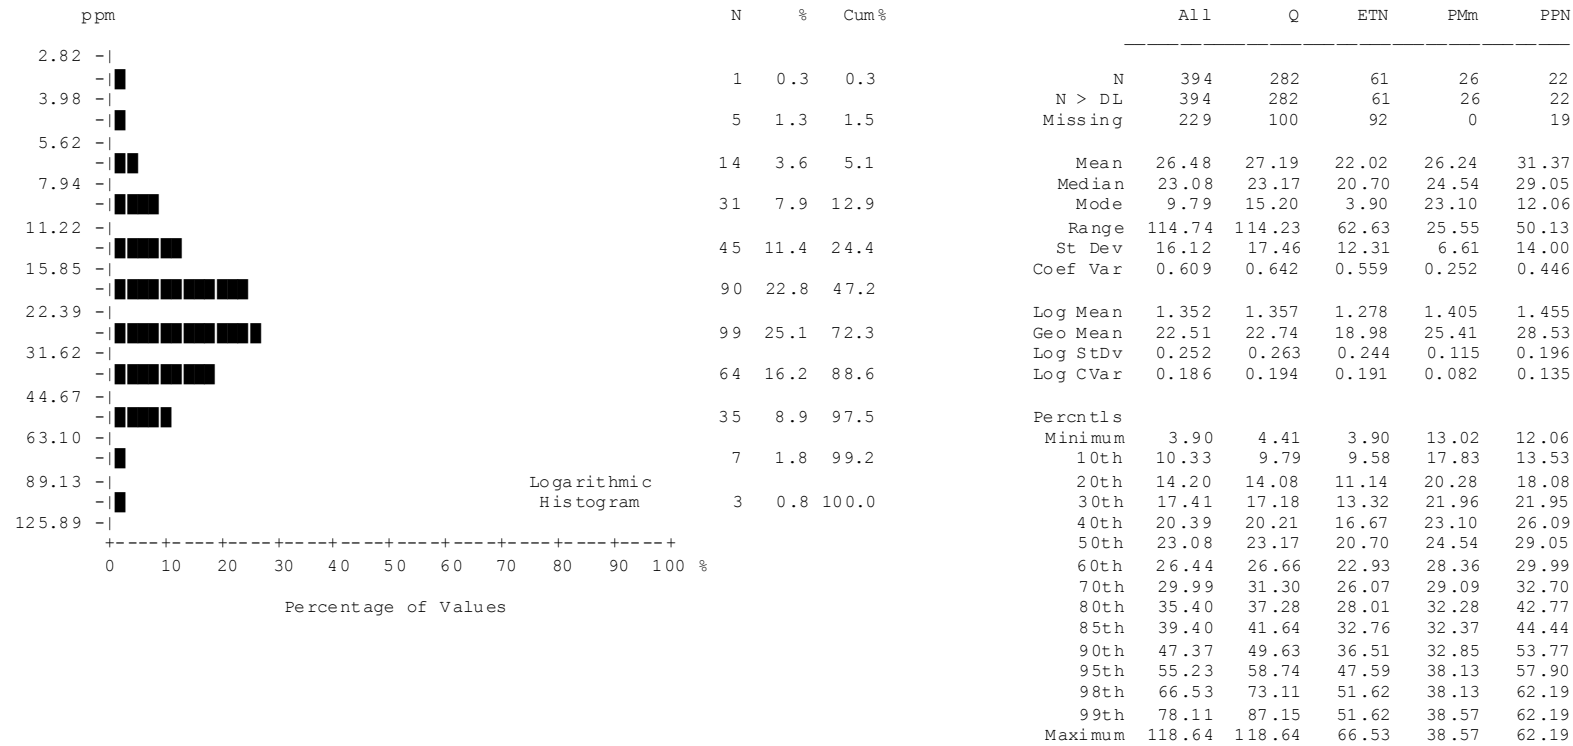 ppm N % Cum% All Q ETN PMm PPN
2.82 -|
-| 1 0.3 0.3 N 394 282 61 26 22
3.98 -| N > DL 394 282 61 26 22
-| 5 1.3 1.5 Missing 229 100 92 0 19
5.62 -|
-| 14 3.6 5.1 Mean 26.48 27.19 22.02 26.24 31.37
7.94 -| Median 23.08 23.17 20.70 24.54 29.05
-| 31 7.9 12.9 Mode 9.79 15.20 3.90 23.10 12.06
11.22 -| Range 114.74 114.23 62.63 25.55 50.13
-| 45 11.4 24.4 St Dev 16.12 17.46 12.31 6.61 14.00
15.85 -| Coef Var 0.609 0.642 0.559 0.252 0.446
-| 90 22.8 47.2
22.39 -| Log Mean 1.352 1.357 1.278 1.405 1.455
-| 99 25.1 72.3 Geo Mean 22.51 22.74 18.98 25.41 28.53
31.62 -| Log StDv 0.252 0.263 0.244 0.115 0.196
-| 64 16.2 88.6 Log CVar 0.186 0.194 0.191 0.082 0.135
44.67 -|
-| 35 8.9 97.5 Percntls
63.10 -| Minimum 3.90 4.41 3.90 13.02 12.06
-| 7 1.8 99.2 10th 10.33 9.79 9.58 17.83 13.53
89.13 -| Logarithmic 20th 14.20 14.08 11.14 20.28 18.08
-| Histogram 3 0.8 100.0 30th 17.41 17.18 13.32 21.96 21.95
125.89 -| 40th 20.39 20.21 16.67 23.10 26.09
+----+----+----+----+----+----+----+----+----+----+ 50th 23.08 23.17 20.70 24.54 29.05
0 10 20 30 40 50 60 70 80 90 100 % 60th 26.44 26.66 22.93 28.36 29.99
70th 29.99 31.30 26.07 29.09 32.70
Percentage of Values 80th 35.40 37.28 28.01 32.28 42.77
85th 39.40 41.64 32.76 32.37 44.44
90th 47.37 49.63 36.51 32.85 53.77
95th 55.23 58.74 47.59 38.13 57.90
98th 66.53 73.11 51.62 38.13 62.19
99th 78.11 87.15 51.62 38.57 62.19
Maximum 118.64 118.64 66.53 38.57 62.19